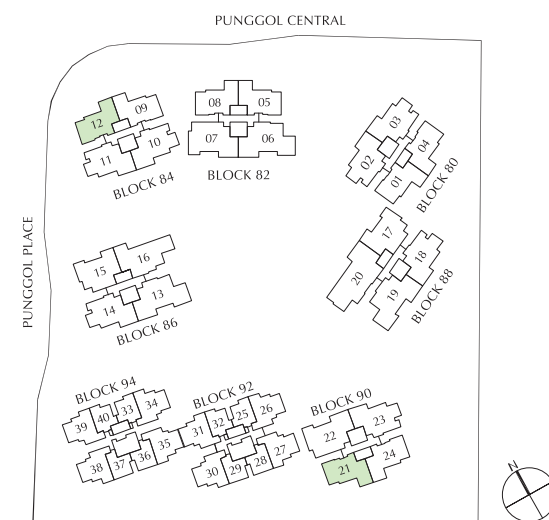 PUNGGOL CENTRAL
PUNGGOL PLACE
12 09
11 10
BLOCK 84
08 05
07 06
BLOCK 82
03
04
02
01
BLOCK 80
17
18
20
19
BLOCK 88
15 16
14 13
BLOCK 86
BLOCK 94
39 40 33 34
38 37 36 35
BLOCK 92
31 32 25 26
30 29 28 27
BLOCK 90
22 23
21 24
N